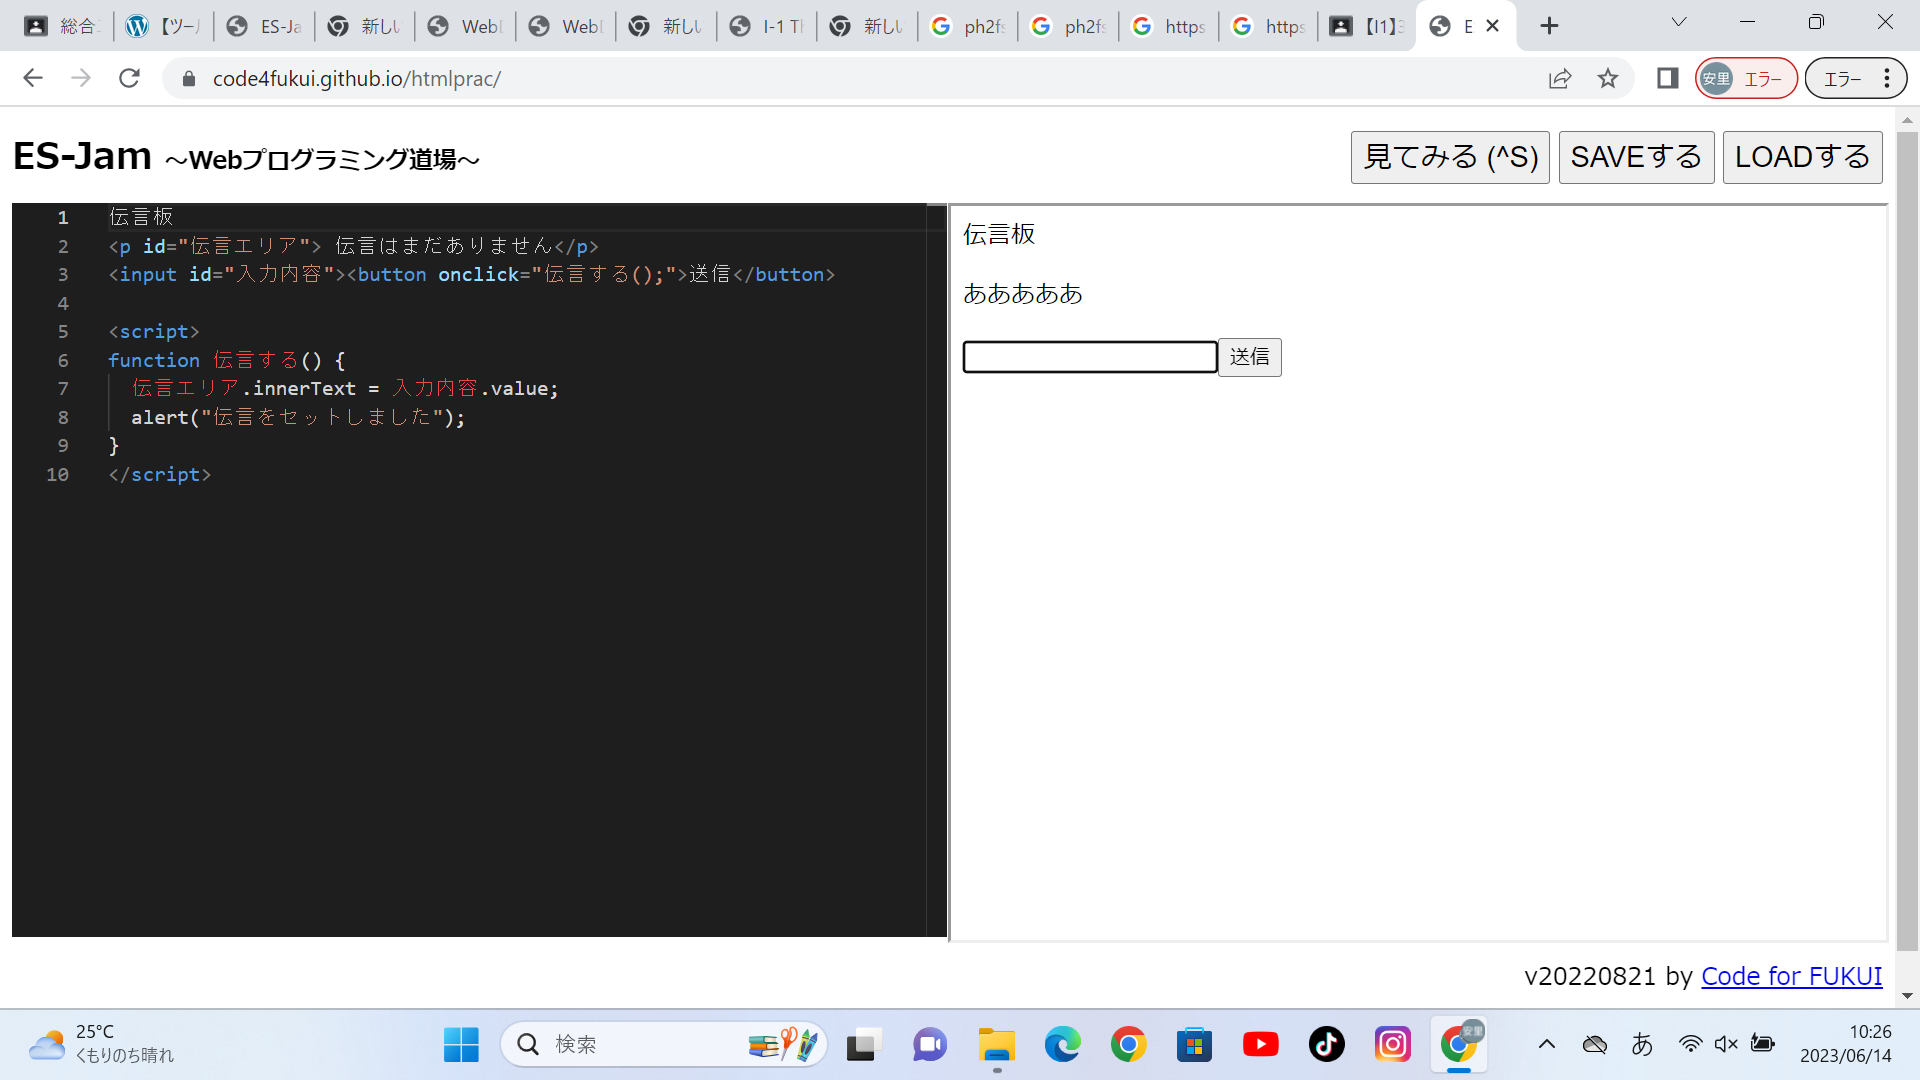 総合
【ツー
ES-Ja
新しい
Web
Web
新しい
I-1 Th
新しい
ph2fs
ph2fs
https
https
【I1】3
E
code4fukui.github.io/htmlprac/
安里 エラー
エラー
ES-Jam ～Webプログラミング道場～
見てみる (^S) SAVEする LOADする
1 伝言板
2 <p id="伝言エリア"> 伝言はまだありません</p>
3 <input id="入力内容"><button onclick="伝言する();">送信</button>
4
5 <script>
6 function 伝言する() {
7 伝言エリア.innerText = 入力内容.value;
8 alert("伝言をセットしました");
9 }
10 </script>
伝言板
あああああ
送信
v20220821 by Code for FUKUI
25°C
くもりのち晴れ
検索
安里
あ
10:26
2023/06/14